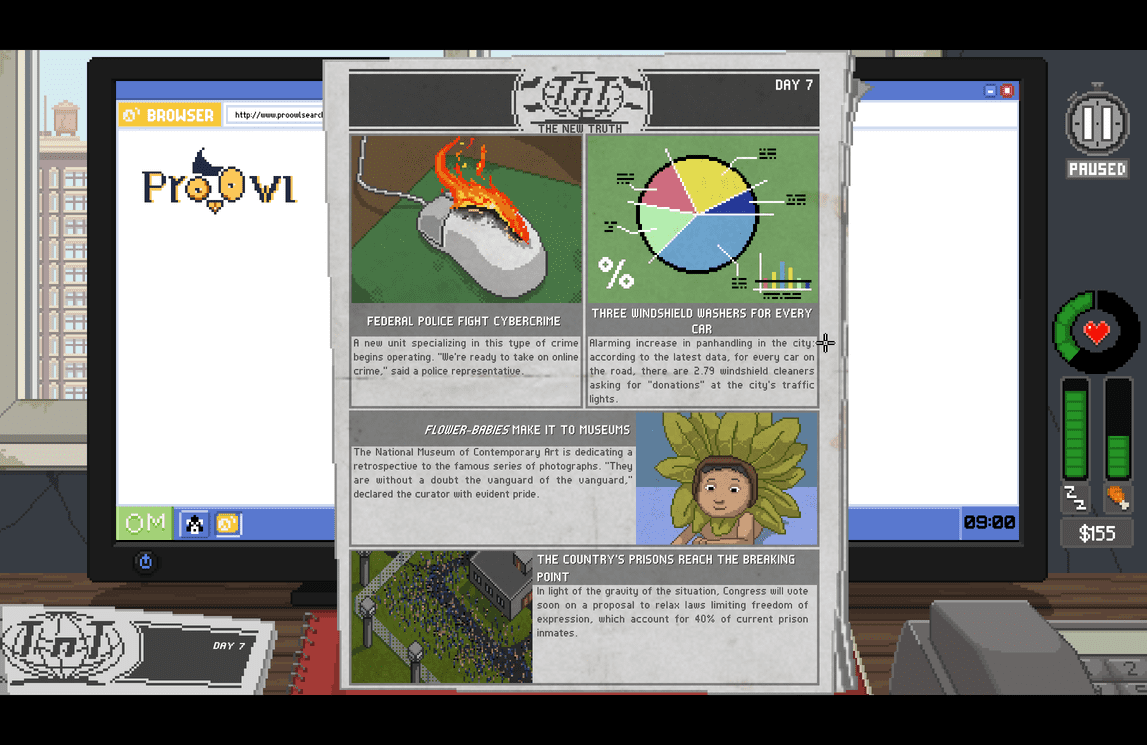 BROWSER
http://www.proowlsearc
ProOwl
TnT
THE NEW TRUTH
DAY 7
PAUSED
FEDERAL POLICE FIGHT CYBERCRIME
A new unit specializing in this type of crime
begins operating. "We're ready to take on online
crime," said a police representative.
%
THREE WINDSHIELD WASHERS FOR EVERY
CAR
Alarming increase in panhandling in the city:
according to the latest data, for every car on
the road, there are 2.79 windshield cleaners
asking for "donations" at the city's traffic
lights.
FLOWER-BABIES MAKE IT TO MUSEUMS
The National Museum of Contemporary Art is dedicating a
retrospective to the famous series of photographs. "They
are without a doubt the vanguard of the vanguard,"
declared the curator with evident pride.
THE COUNTRY'S PRISONS REACH THE BREAKING
POINT
In light of the gravity of the situation, Congress will vote
soon on a proposal to relax laws limiting freedom of
expression, which account for 40% of current prison
inmates.
OM
09:00
ZZZ
$155
TnT
DAY 7
2